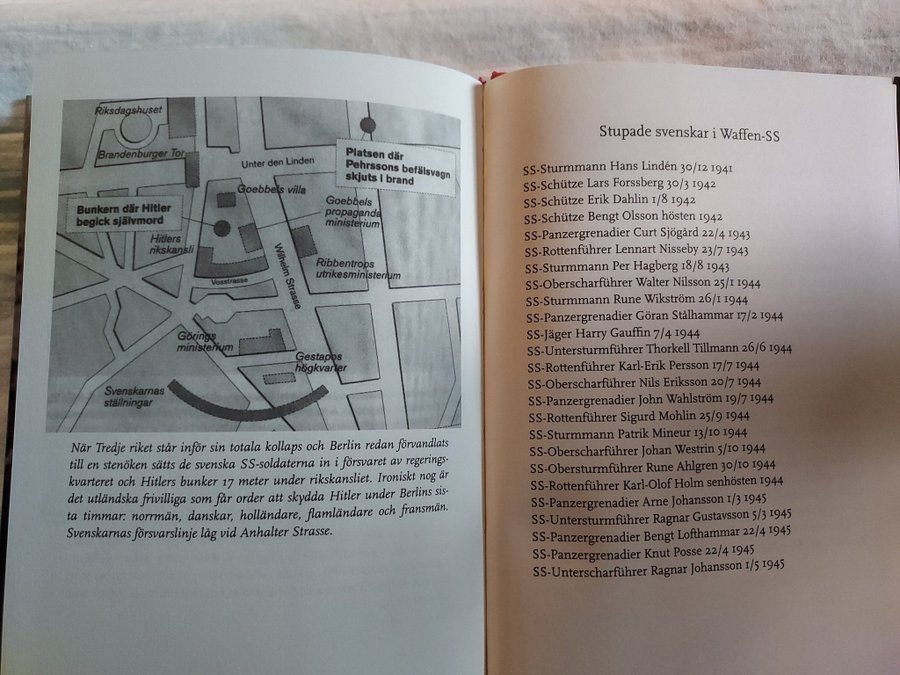 Riksdagshuset
Brandenburger Tor
Unter den Linden
Platsen där
Pehrssons befälsvagn
skjuts i brand
Goebbels villa
Bunkern där Hitler
begick självmord
Goebbels
propaganda
ministerium
Hitlers
rikskansli
Wilhelm Strasse
Ribbentrops
utrikesministerium
Vosstrasse
Görings
ministerium
Gestapos
högkvarter
Svenskarnas
ställningar
När Tredje riket står inför sin totala kollaps och Berlin redan förvandlats
till en stenöken sätts de svenska SS-soldaterna in i försvaret av regerings-
kvarteret och Hitlers bunker 17 meter under rikskansliet. Ironiskt nog är
det utländska frivilliga som får order att skydda Hitler under Berlins sis-
ta timmar: norrmän, danskar, holländare, flamländare och fransmän.
Svenskarnas försvarslinje låg vid Anhalter Strasse.
Stupade svenskar i Waffen-SS
SS-Sturmmann Hans Lindén 30/12 1941
SS-Schütze Lars Forssberg 30/3 1942
SS-Schütze Erik Dahlin 1/8 1942
SS-Schütze Bengt Olsson hösten 1942
SS-Panzergrenadier Curt Sjögård 22/4 1943
SS-Rottenführer Lennart Nisseby 23/7 1943
SS-Sturmmann Per Hagberg 18/8 1943
SS-Oberscharführer Walter Nilsson 25/1 1944
SS-Sturmmann Rune Wikström 26/1 1944
SS-Panzergrenadier Göran Stålhammar 17/2 1944
SS-Jäger Harry Gauffin 7/4 1944
SS-Untersturmführer Thorkell Tillmann 26/6 1944
SS-Rottenführer Karl-Erik Persson 17/7 1944
SS-Oberscharführer Nils Eriksson 20/7 1944
SS-Panzergrenadier John Wahlström 19/7 1944
SS-Rottenführer Sigurd Mohlin 25/9 1944
SS-Sturmmann Patrik Mineur 13/10 1944
SS-Oberscharführer Johan Westrin 5/10 1944
SS-Obersturmführer Rune Ahlgren 30/10 1944
SS-Rottenführer Karl-Olof Holm senhösten 1944
SS-Panzergrenadier Arne Johansson 1/3 1945
SS-Untersturmführer Ragnar Gustavsson 5/3 1945
SS-Panzergrenadier Bengt Lofthammar 22/4 1945
SS-Panzergrenadier Knut Posse 22/4 1945
SS-Unterscharführer Ragnar Johansson 1/5 1945